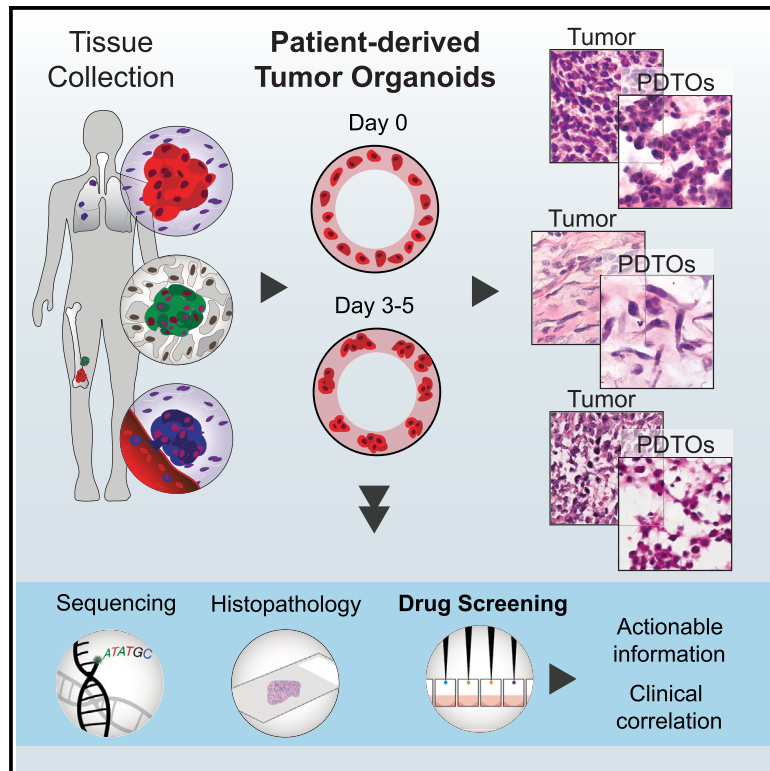 Tissue
Collection
Patient-derived
Tumor Organoids
Day 0
Day 3-5
Tumor
PDTOs
Tumor
PDTOs
Tumor
PDTOs
Sequencing
ATATGC
Histopathology
Drug Screening
Actionable
information
Clinical
correlation